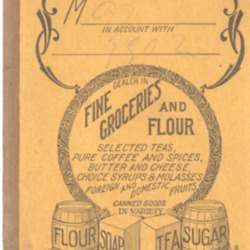 M
IN ACCOUNT WITH
DEALER IN
FINE
GROCERIES AND
FLOUR
SELECTED TEAS,
PURE COFFEE AND SPICES,
BUTTER AND CHEESE,
CHOICE SYRUPS & MOLASSES,
FOREIGN AND DOMESTIC FRUITS
CANNED GOODS
IN VARIETY
FLOUR SOAP TEA SUGAR